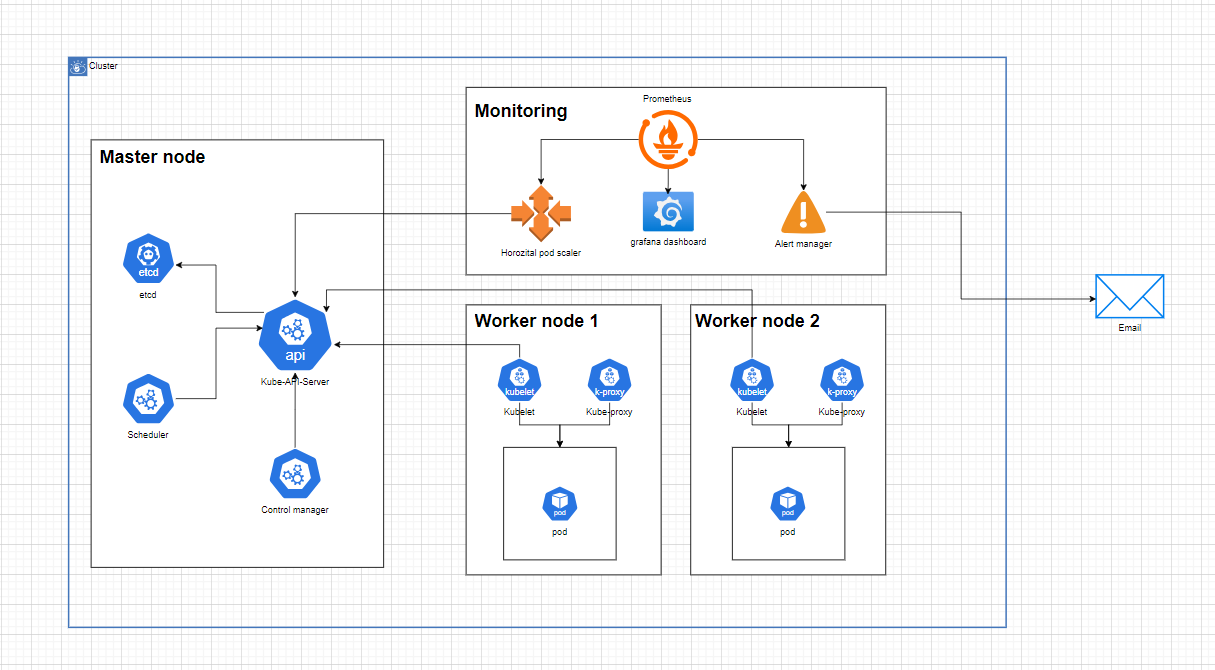 Cluster
Monitoring
Prometheus
Master node
Horozital pod scaler
grafana dashboard
Alert manager
etcd
etcd
api
Kube-API-Server
Scheduler
Control manager
Worker node 1
kubelet
Kubelet
k-proxy
Kube-proxy
pod
pod
Worker node 2
kubelet
Kubelet
k-proxy
Kube-proxy
pod
pod
Email